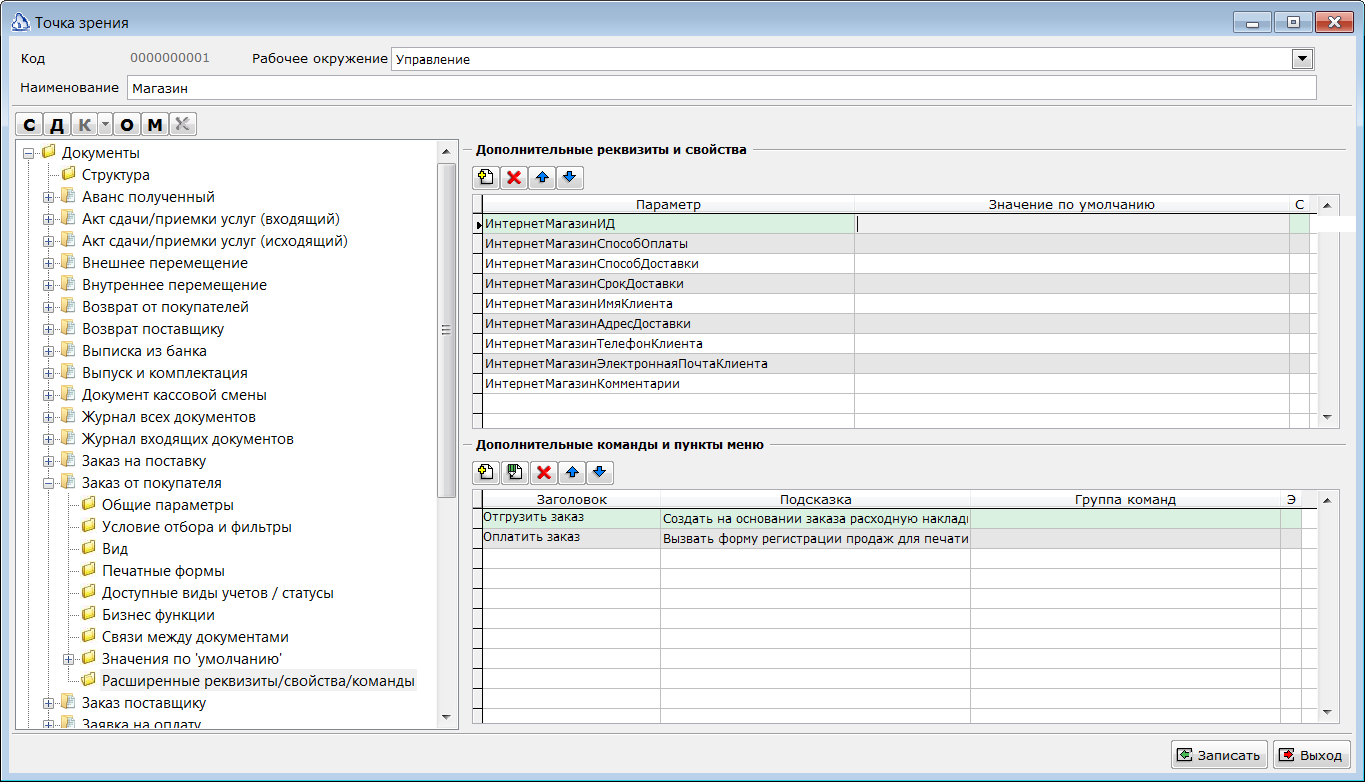 Точка зрения
Код 0000000001 Рабочее окружение Управление
Наименование Магазин
С Д К О М
Документы
Структура
Аванс полученный
Акт сдачи/приемки услуг (входящий)
Акт сдачи/приемки услуг (исходящий)
Внешнее перемещение
Внутреннее перемещение
Возврат от покупателей
Возврат поставщику
Выписка из банка
Выпуск и комплектация
Документ кассовой смены
Журнал всех документов
Журнал входящих документов
Заказ на поставку
Заказ от покупателя
Общие параметры
Условие отбора и фильтры
Вид
Печатные формы
Доступные виды учетов / статусы
Бизнес функции
Связи между документами
Значения по 'умолчанию'
Расширенные реквизиты/свойства/команды
Заказ поставщику
Заявка на оплату
Дополнительные реквизиты и свойства
Параметр Значение по умолчанию С
ИнтернетМагазинИД
ИнтернетМагазинСпособОплаты
ИнтернетМагазинСпособДоставки
ИнтернетМагазинСрокДоставки
ИнтернетМагазинИмяКлиента
ИнтернетМагазинАдресДоставки
ИнтернетМагазинТелефонКлиента
ИнтернетМагазинЭлектроннаяПочтаКлиента
ИнтернетМагазинКомментарии
Дополнительные команды и пункты меню
Заголовок Подсказка Группа команд Э
Отгрузить заказ Создать на основании заказа расходную наклад
Оплатить заказ Вызвать форму регистрации продаж для печати
Записать Выход